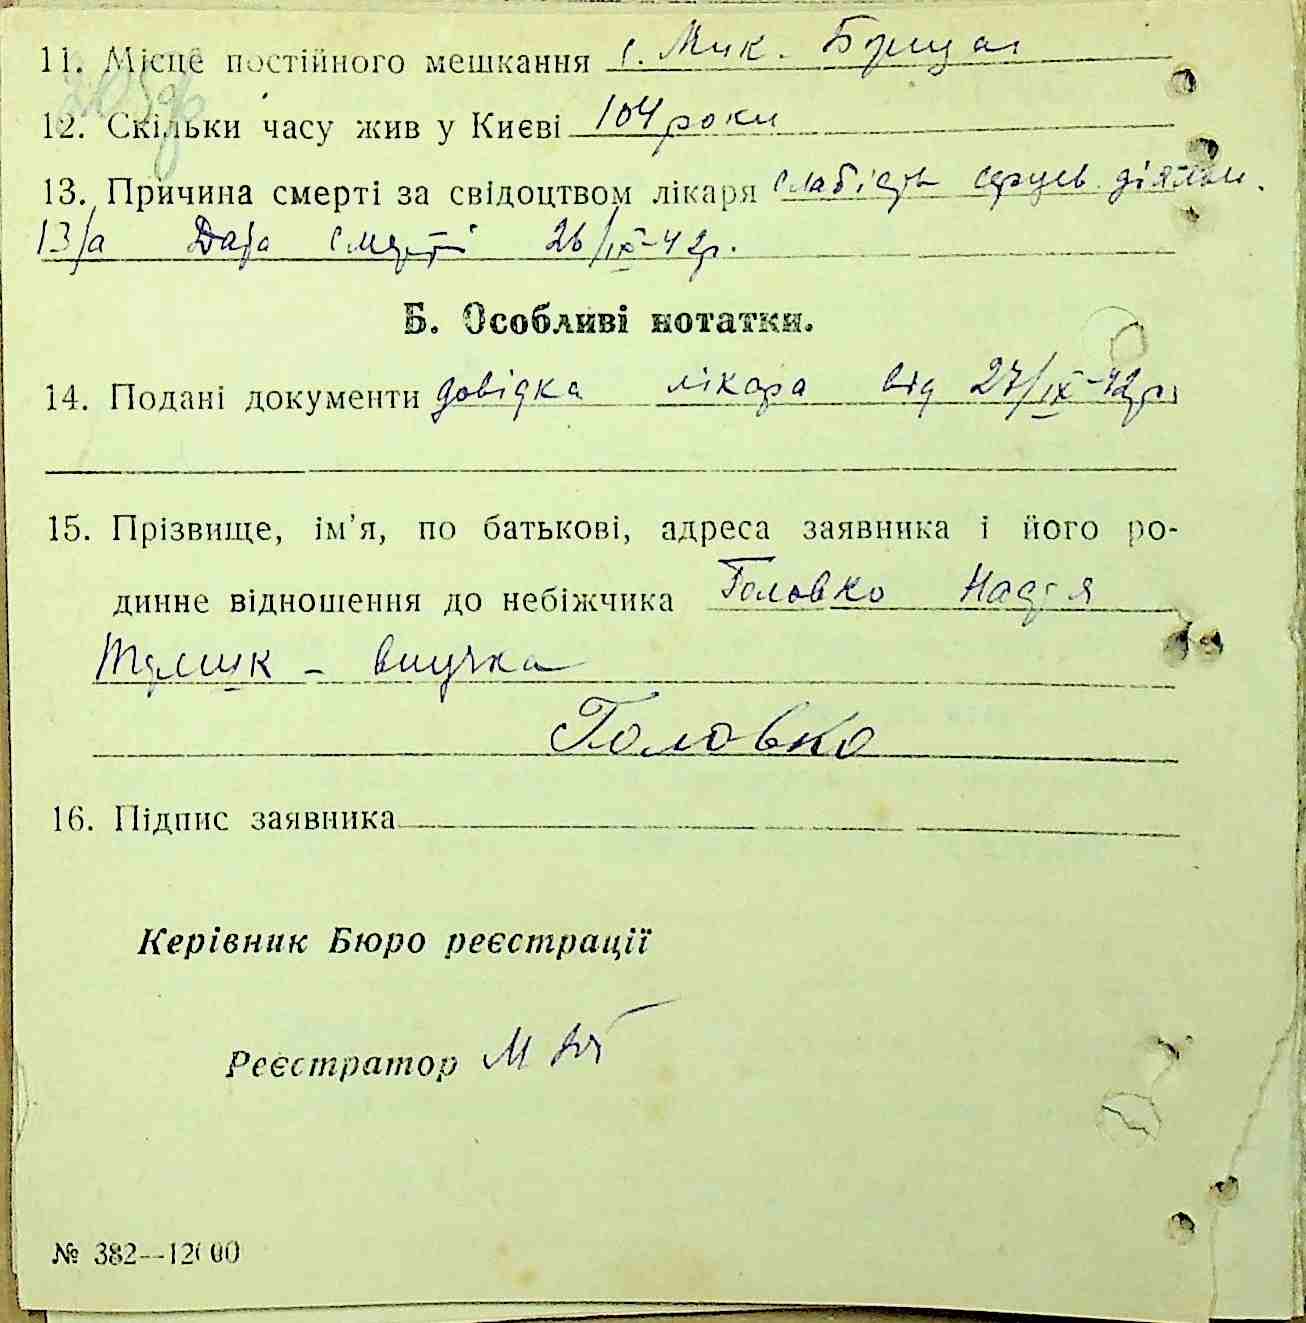 11. Місце постійного мешкання с. Мик. Борщаг
12. Скільки часу жив у Києві 104 роки
13. Причина смерті за свідоцтвом лікаря слабість серцев. діяльн.
13/а Дата смерті 26/IX-42р.
Б. Особливі нотатки.
14. Подані документи довідка лікара від 27/IX-42р.
15. Прізвище, ім’я, по батькові, адреса заявника і його ро-
динне відношення до небіжчика Головко Надія
– внучка
Головко
16. Підпис заявника
Керівник Бюро реєстрації
Реєстратор
№ 382—12000